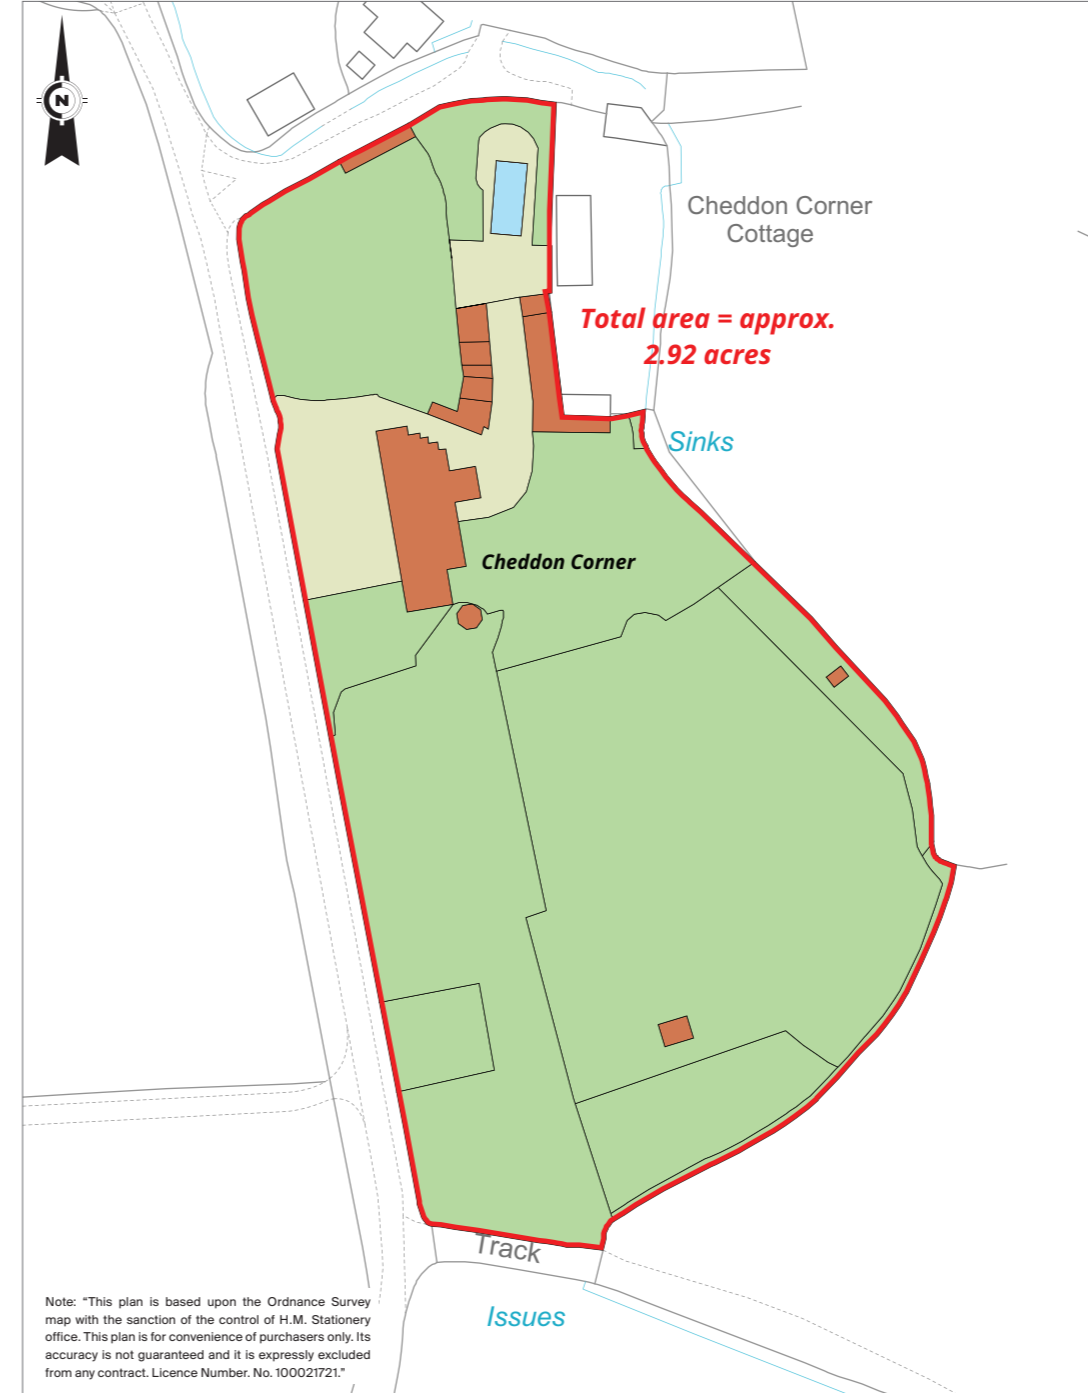 N
Cheddon Corner
Cottage
Total area = approx.
2.92 acres
Sinks
Cheddon Corner
Track
Issues
Note: “This plan is based upon the Ordnance Survey
map with the sanction of the control of H.M. Stationery
office. This plan is for convenience of purchasers only. Its
accuracy is not guaranteed and it is expressly excluded
from any contract. Licence Number. No. 100021721.”